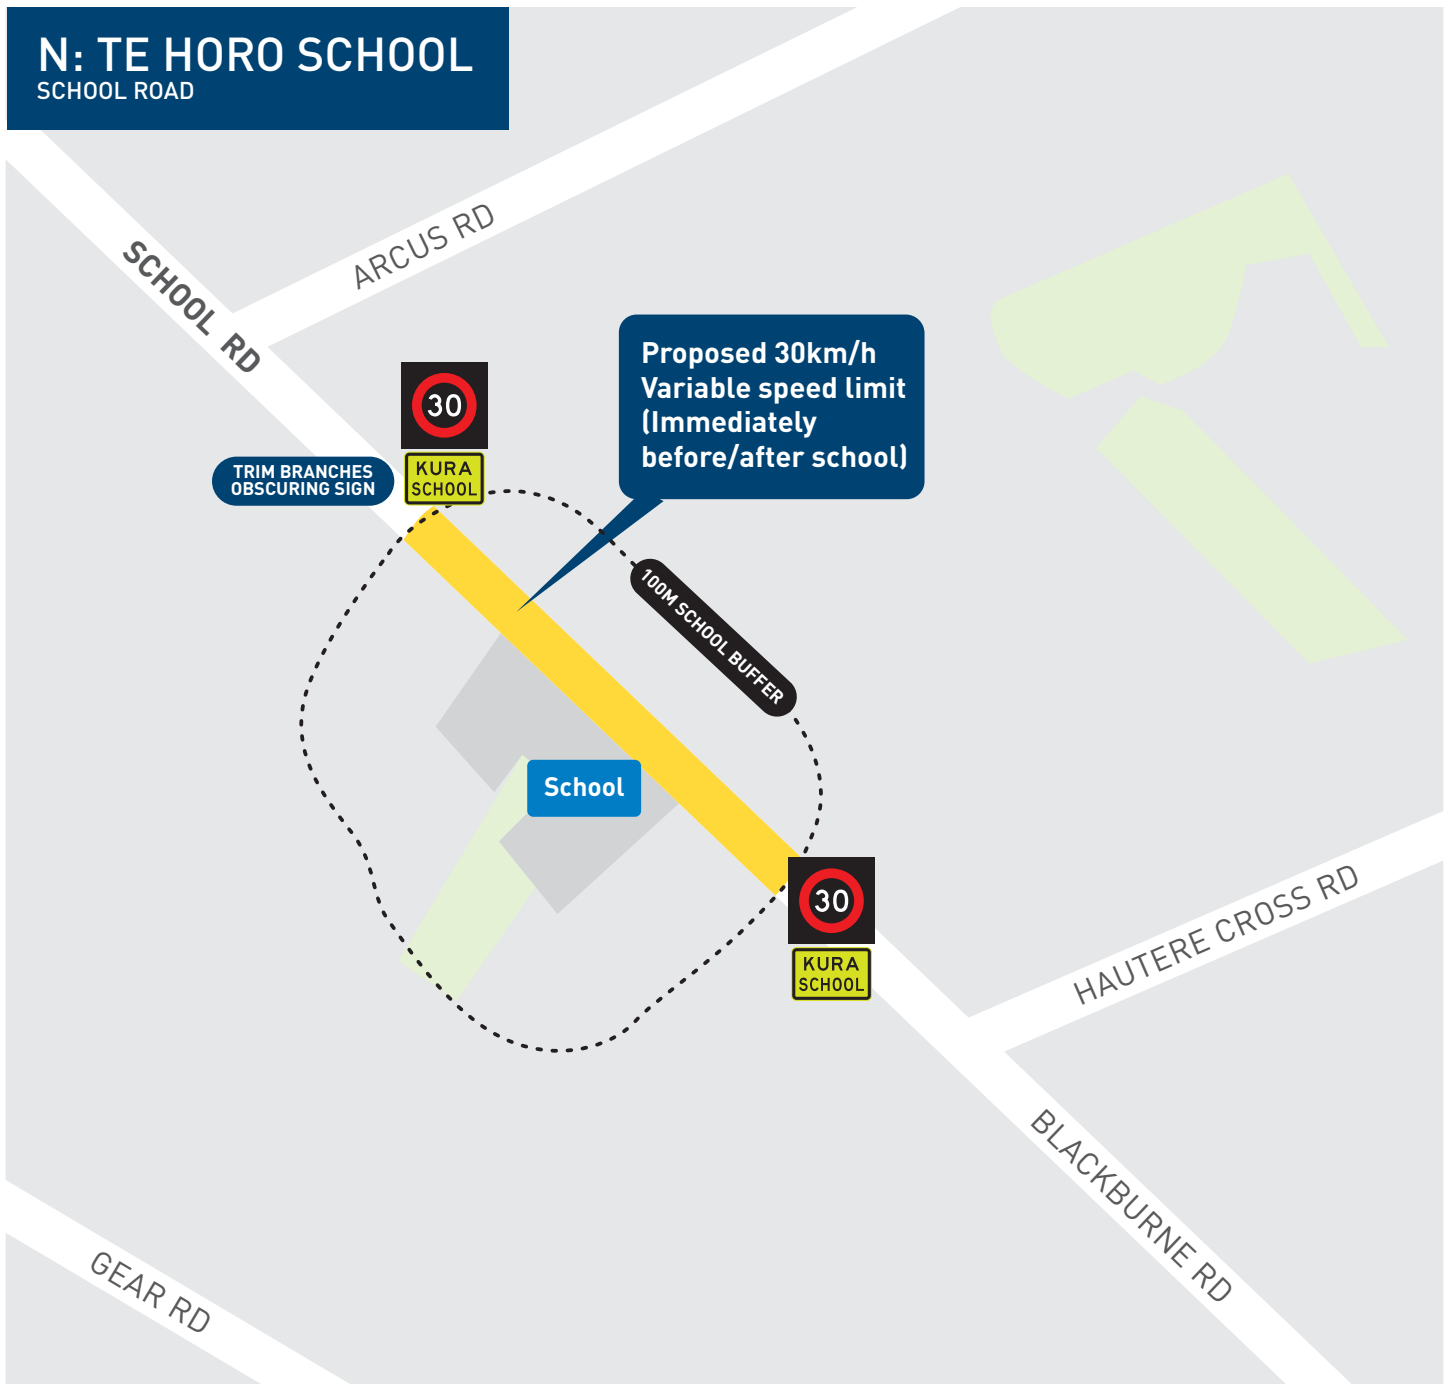 N: TE HORO SCHOOL
SCHOOL ROAD
ARCUS RD
SCHOOL RD
Proposed 30km/h
Variable speed limit
(Immediately
before/after school)
30
KURA
SCHOOL
TRIM BRANCHES
OBSCURING SIGN
100M SCHOOL BUFFER
School
30
KURA
SCHOOL
HAUTERE CROSS RD
BLACKBURNE RD
GEAR RD